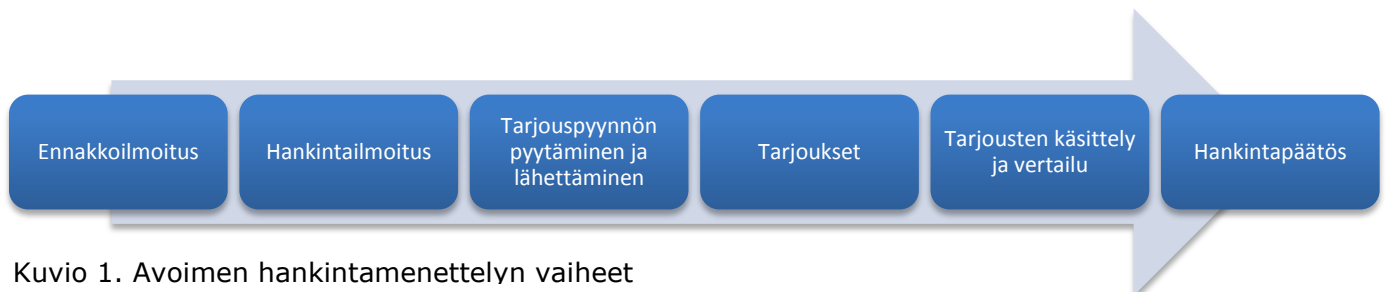 Ennakkoilmoitus
Hankintailmoitus
Tarjouspyynnön
pyytäminen ja
lähettäminen
Tarjoukset
Tarjousten käsittely
ja vertailu
Hankintapäätös
Kuvio 1. Avoimen hankintamenettelyn vaiheet